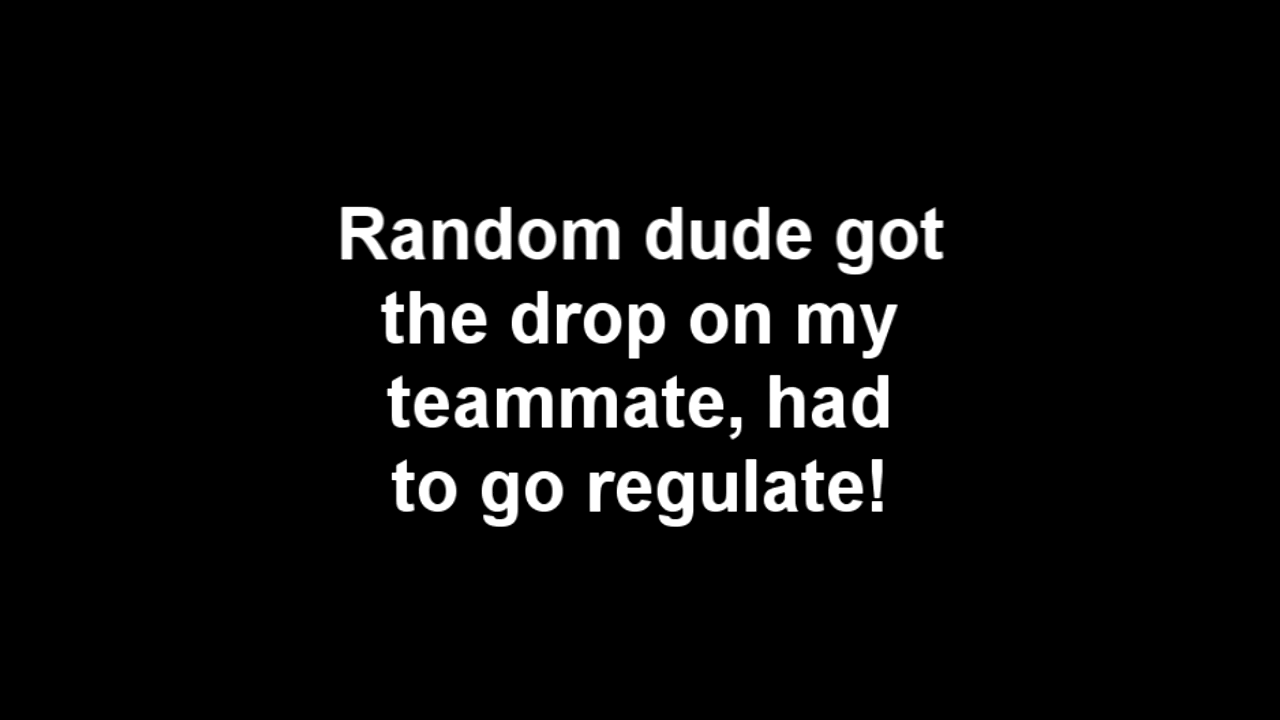 Random dude got
the drop on my
teammate, had
to go regulate!